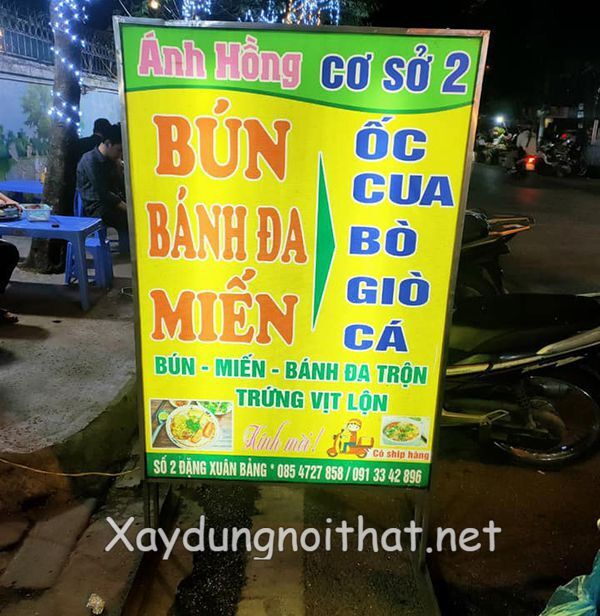 Ánh Hồng CƠ SỞ 2
BÚN
BÁNH ĐA
MIẾN
ỐC
CUA
BÒ
GIÒ
CÁ
BÚN - MIẾN - BÁNH ĐA TRỘN
TRỨNG VỊT LỘN
Kính mời!
Có ship hàng
SỐ 2 ĐẶNG XUÂN BẢNG * 085 4727 858 / 091 33 42 896
Xaydungnoithat.net